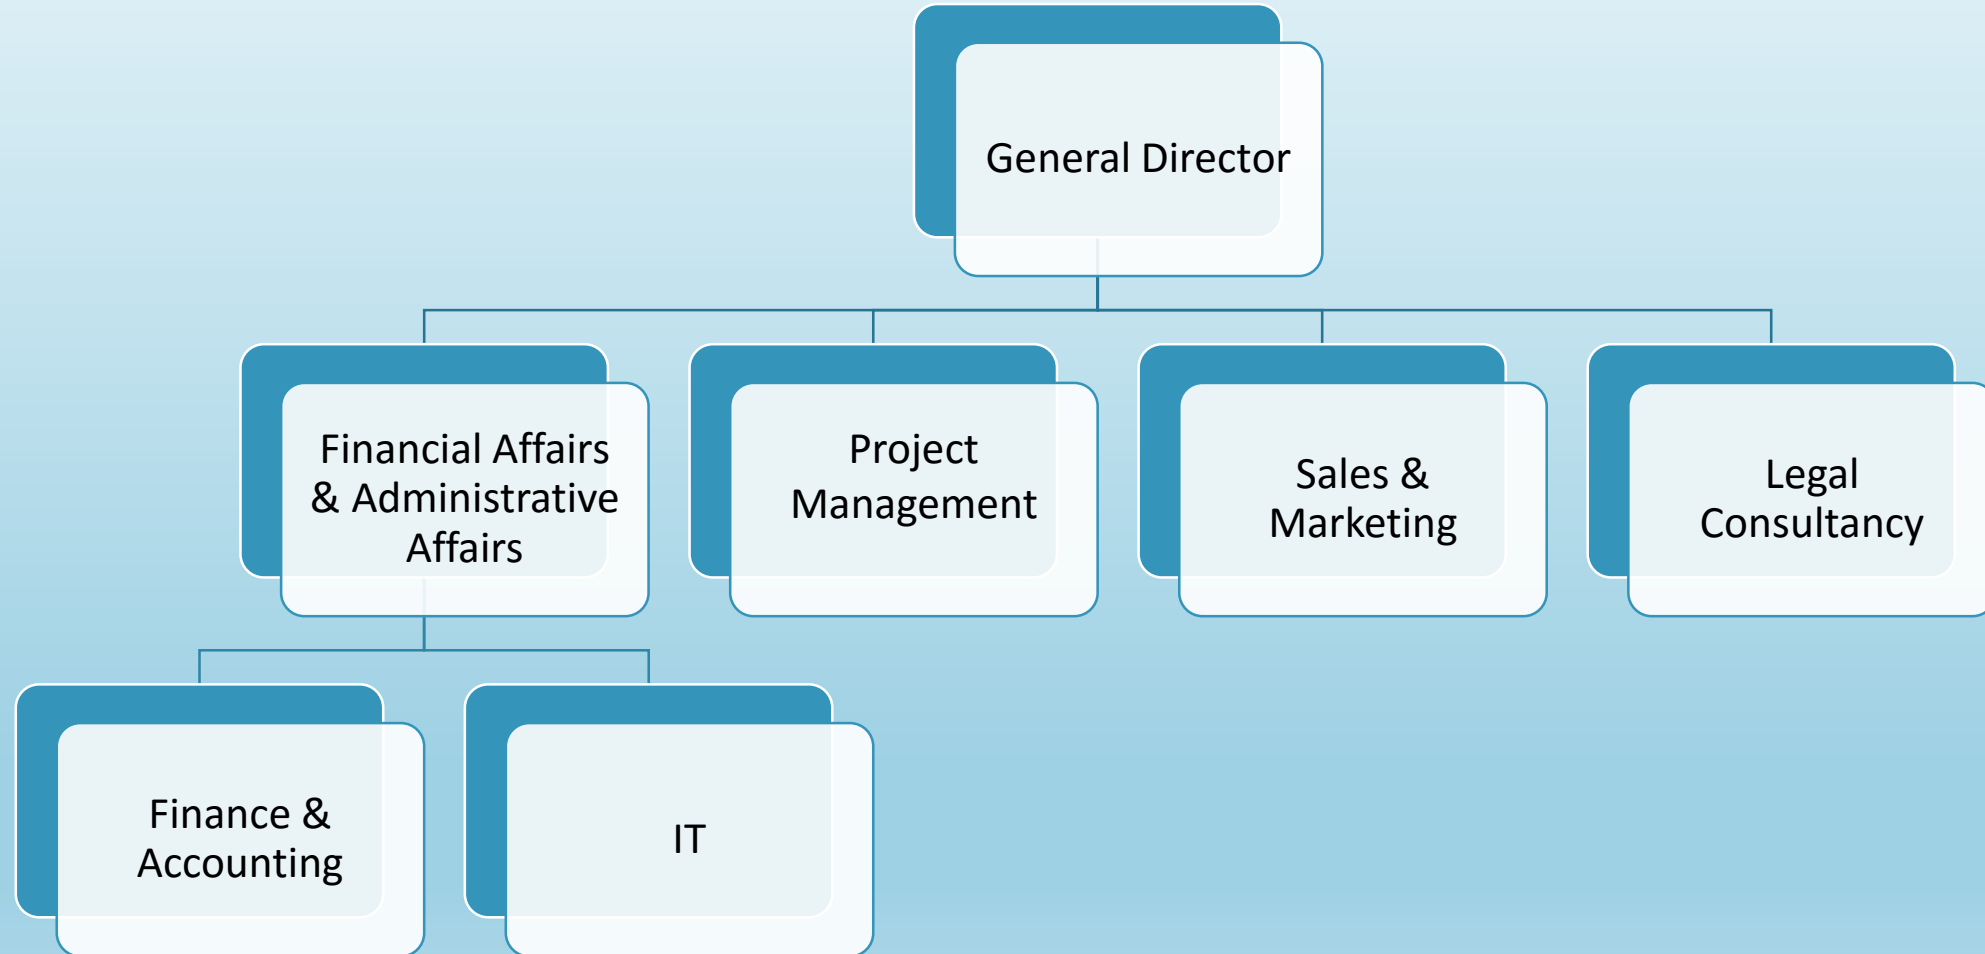 General Director
Financial Affairs
& Administrative
Affairs
Project
Management
Sales &
Marketing
Legal
Consultancy
Finance &
Accounting
IT